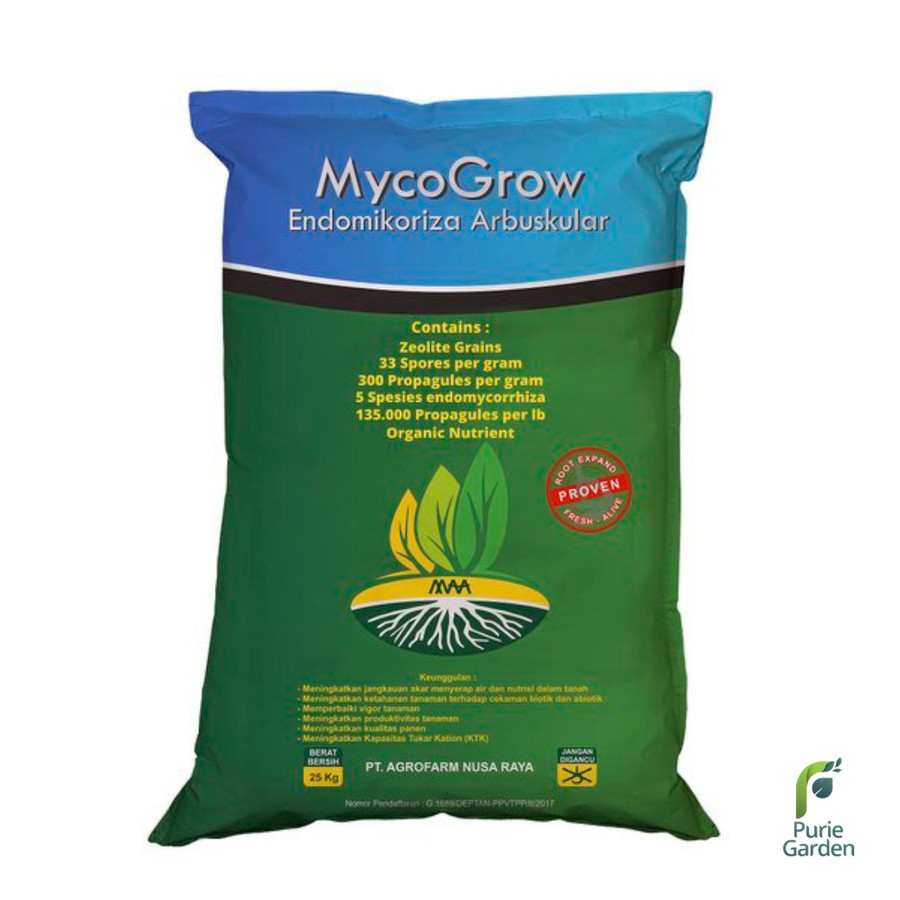 MycoGrow
Endomikoriza Arbuskular
Contains :
Zeolite Grains
33 Spores per gram
300 Propagules per gram
5 Spesies endomycorrhiza
135.000 Propagules per lb
Organic Nutrient
ROOT EXPAND
PROVEN
FRESH - ALIVE
MAA
Keunggulan :
- Meningkatkan jangkauan akar menyerap air dan nutrisi dalam tanah
- Meningkatkan ketahanan tanaman terhadap cekaman biotik dan abiotik
- Memperbaiki vigor tanaman
- Meningkatkan produktivitas tanaman
- Meningkatkan kualitas panen
- Meningkatkan Kapasitas Tukar Kation (KTK)
BERAT
BERSIH
25 Kg
PT. AGROFARM NUSA RAYA
JANGAN
DIGANCU
Nomor Pendaftaran : G
Purie
Garden